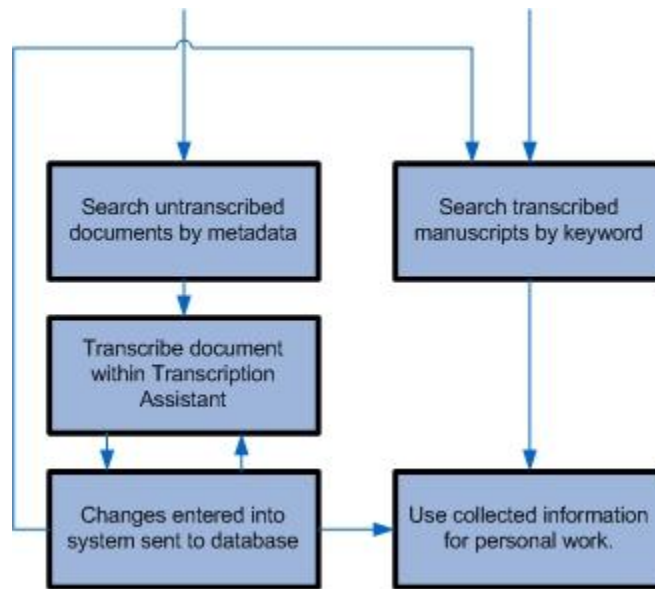 Search untranscribed
documents by metadata
Search transcribed
manuscripts by keyword
Transcribe document
within Transcription
Assistant
Changes entered into
system sent to database
Use collected information
for personal work.